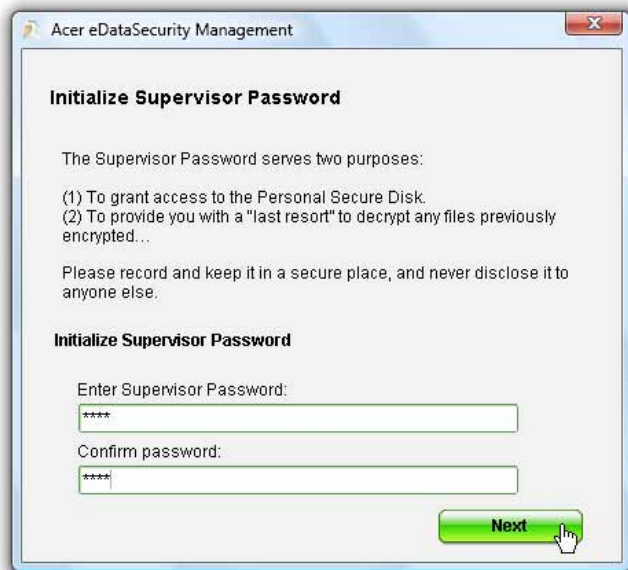 Acer eDataSecurity Management
X
Initialize Supervisor Password
The Supervisor Password serves two purposes:
(1) To grant access to the Personal Secure Disk.
(2) To provide you with a "last resort" to decrypt any files previously
encrypted...
Please record and keep it in a secure place, and never disclose it to
anyone else.
Initialize Supervisor Password
Enter Supervisor Password:
****
Confirm password:
****
Next